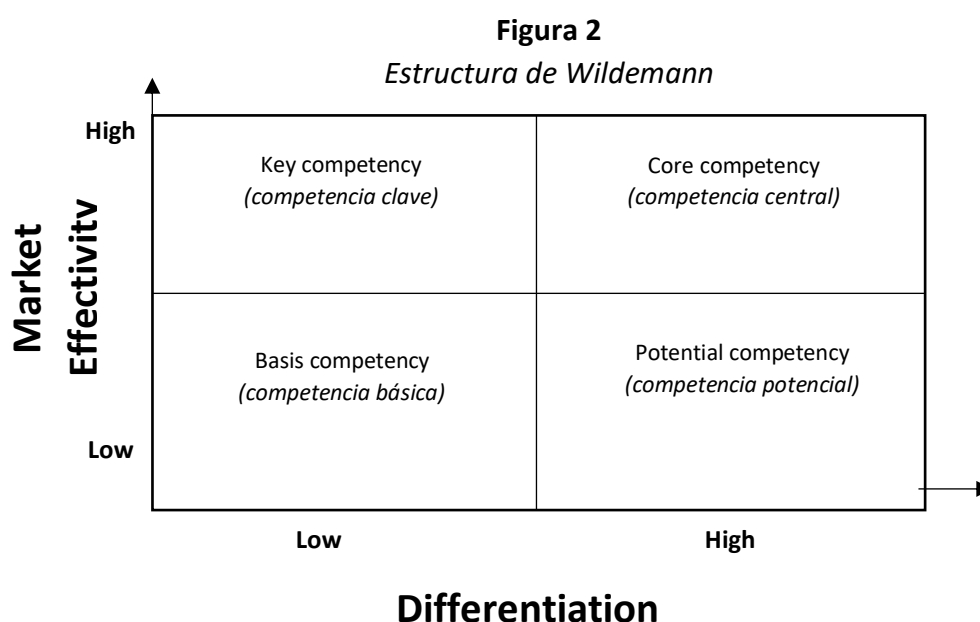 Figura 2
Estructura de Wildemann
High
Key competency
(competencia clave)
Core competency
(competencia central)
Market
Effectivity
Basis competency
(competencia básica)
Potential competency
(competencia potencial)
Low
Low
High
Differentiation